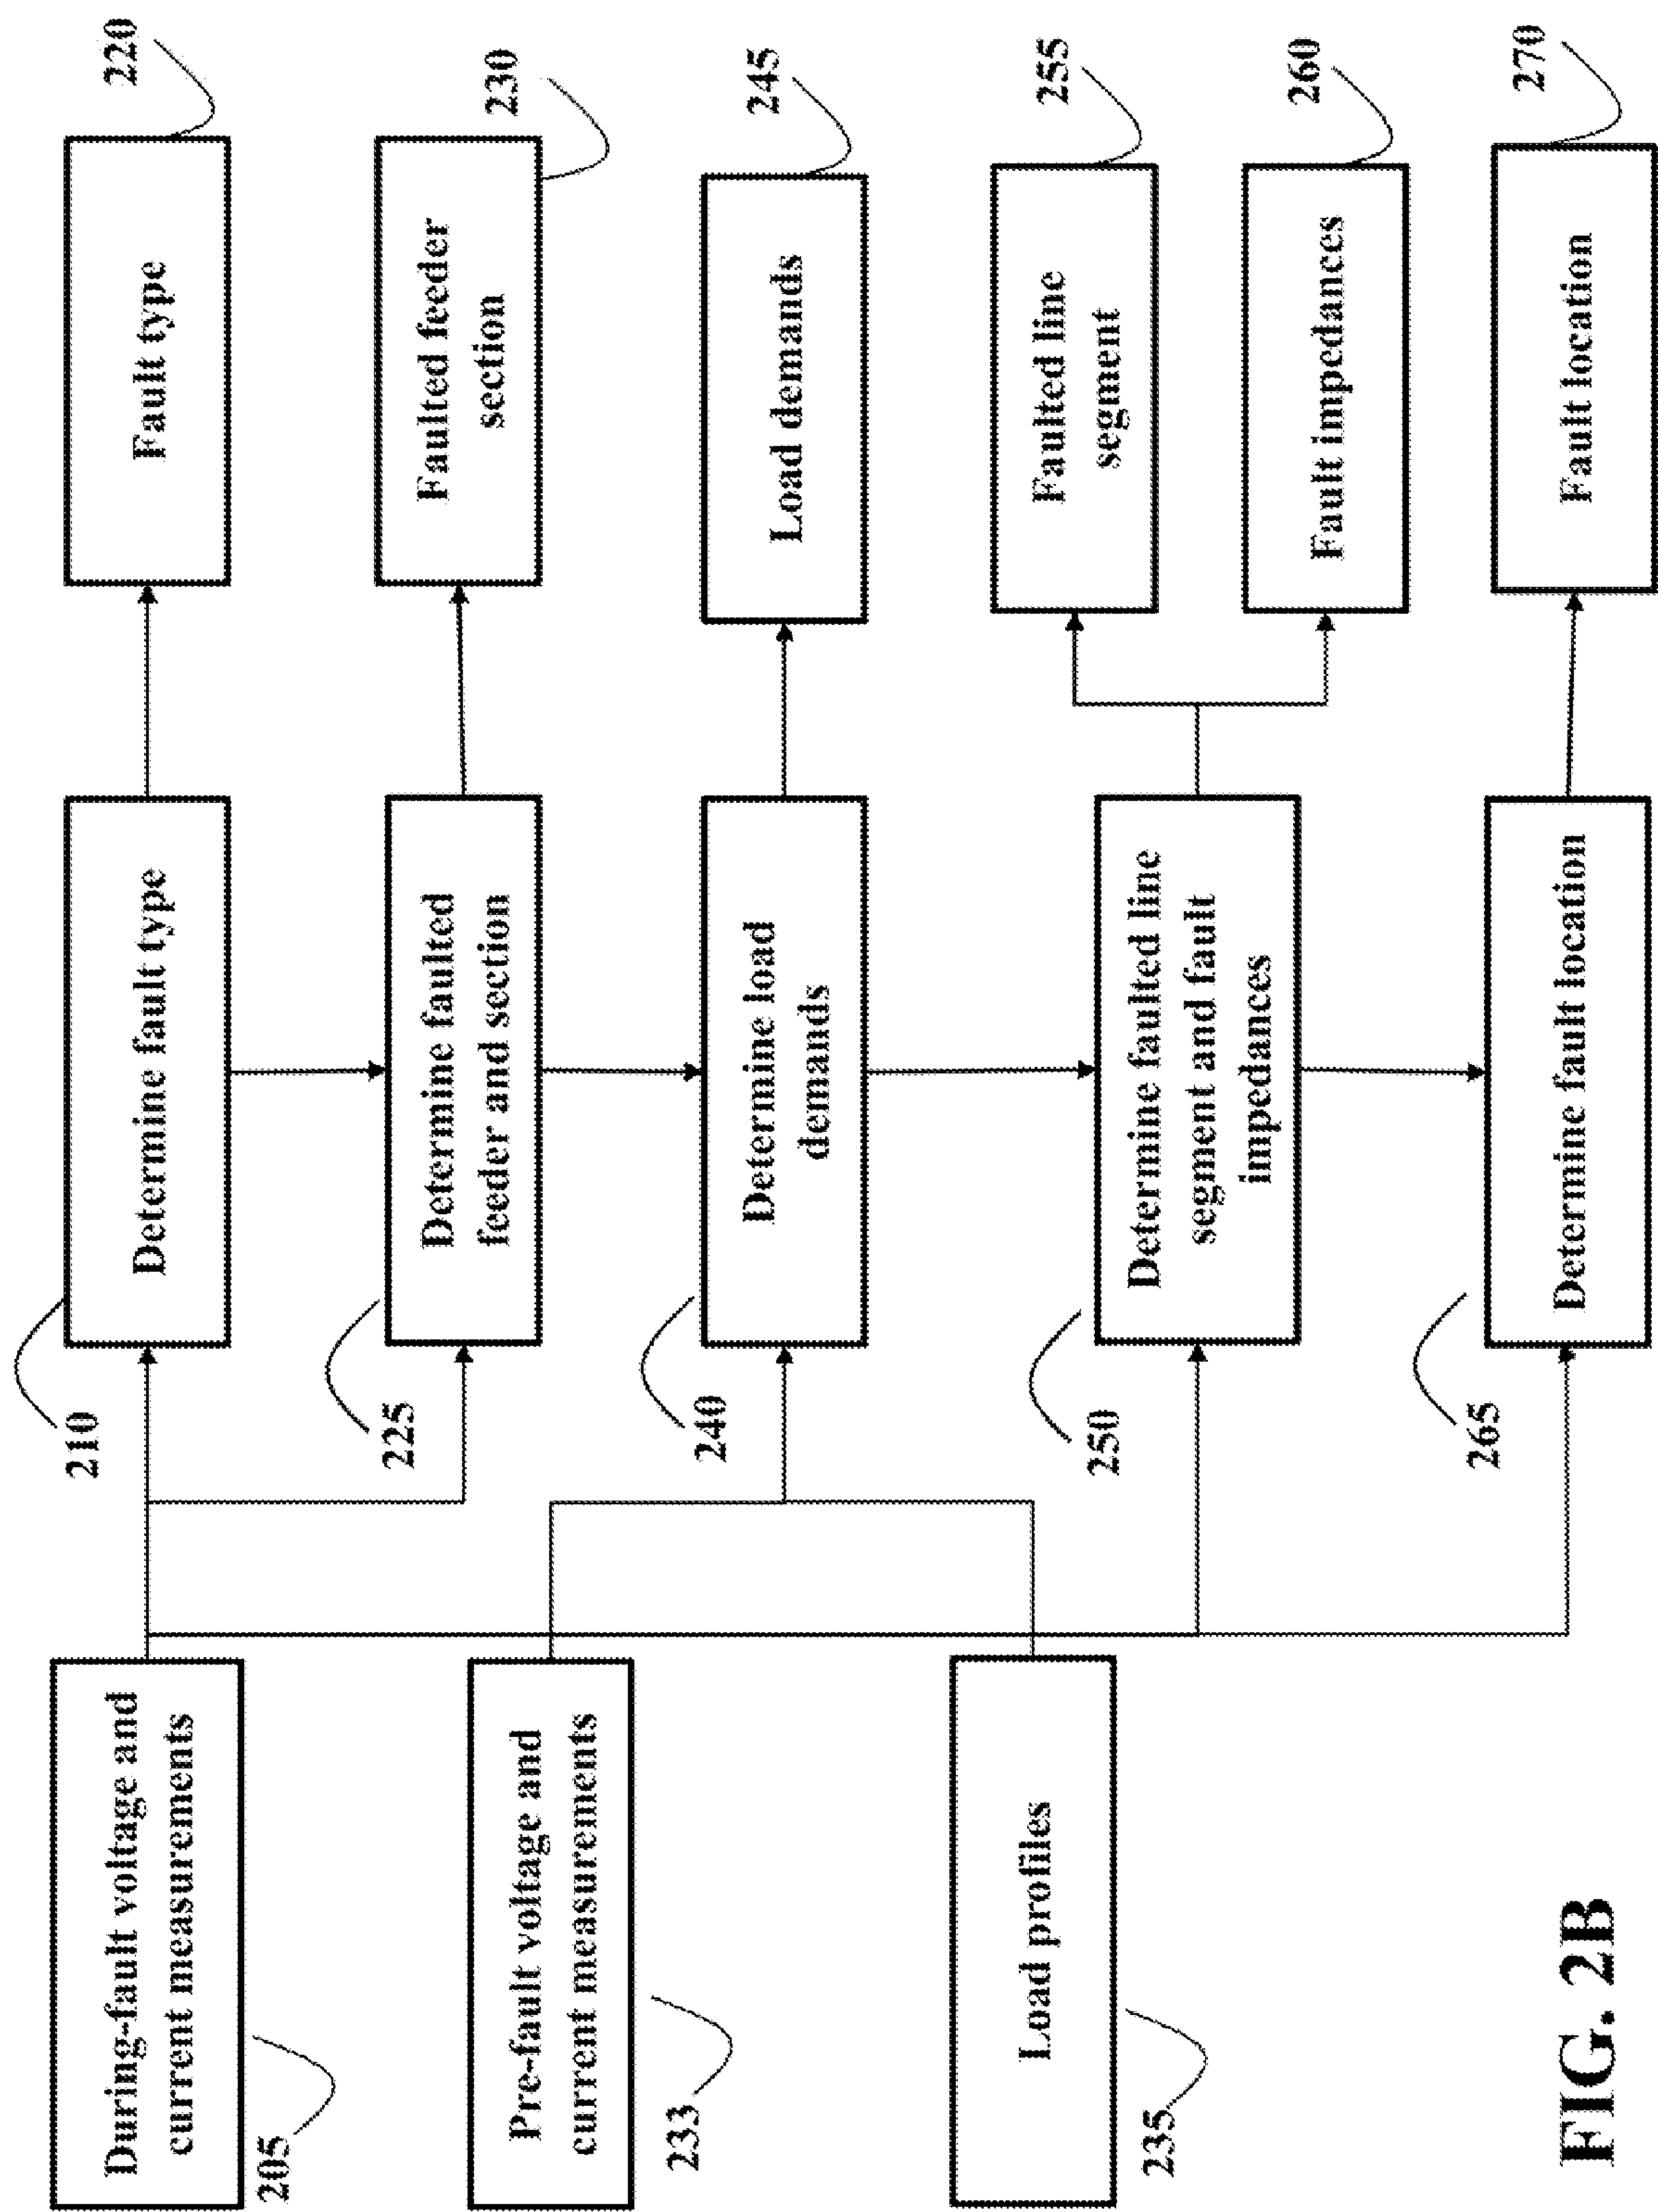 During-fault voltage and
current measurements
205
210
Determine fault type
Fault type
220
225
Determine faulted
feeder and section
Faulted feeder
section
230
Pre-fault voltage and
current measurements
233
240
Determine load
demands
Load demands
245
Load profiles
235
250
Determine faulted line
segment and fault
impedances
Faulted line
segment
255
Fault impedances
260
265
Determine fault location
Fault location
270
FIG. 2B